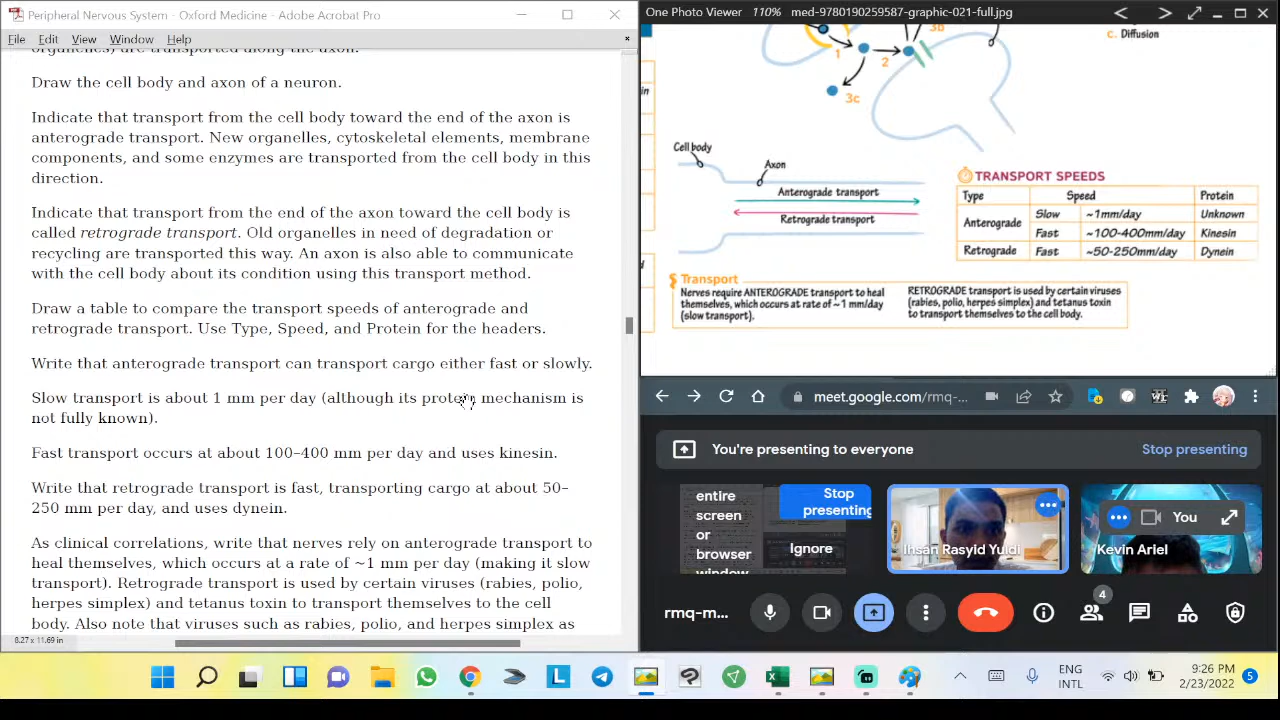 Peripheral Nervous System - Oxford Medicine - Adobe Acrobat Pro
File Edit View Window Help
organelles) are transported along the axon.
Draw the cell body and axon of a neuron.
Indicate that transport from the cell body toward the end of the axon is
anterograde transport. New organelles, cytoskeletal elements, membrane
components, and some enzymes are transported from the cell body in this
direction.
Indicate that transport from the end of the axon toward the cell body is
called retrograde transport. Old organelles in need of degradation or
recycling are transported this way. An axon is also able to communicate
with the cell body about its condition using this transport method.
Draw a table to compare the transport speeds of anterograde and
retrograde transport. Use Type, Speed, and Protein for the headers.
Write that anterograde transport can transport cargo either fast or slowly.
Slow transport is about 1 mm per day (although its protein mechanism is
not fully known).
Fast transport occurs at about 100–400 mm per day and uses kinesin.
Write that retrograde transport is fast, transporting cargo at about 50–
250 mm per day, and uses dynein.
As clinical correlations, write that nerves rely on anterograde transport to
heal themselves, which occurs at a rate of ~1 mm per day (making it slow
transport). Retrograde transport is used by certain viruses (rabies, polio,
herpes simplex) and tetanus toxin to transport themselves to the cell
body. Also note that viruses such as rabies, polio, and herpes simplex as
8.27 x 11.69 in
One Photo Viewer 110% med-9780190259587-graphic-021-full.jpg
3b
c. Diffusion
1
2
3c
Cell body
Axon
Anterograde transport
Retrograde transport
TRANSPORT SPEEDS
Type Speed Protein
Anterograde Slow ~1mm/day Unknown
Fast ~100-400mm/day Kinesin
Retrograde Fast ~50-250mm/day Dynein
Transport
Nerves require ANTEROGRADE transport to heal
themselves, which occurs at rate of ~1 mm/day
(slow transport).
RETROGRADE transport is used by certain viruses
(rabies, polio, herpes simplex) and tetanus toxin
to transport themselves to the cell body.
meet.google.com/rmq-...
You're presenting to everyone
Stop presenting
entire
screen
or
browser
window
Stop
presenting
Ignore
Ihsan Rasyid Yuldi
You
Kevin Ariel
rmq-m...
4
ENG
INTL
9:26 PM
2/23/2022
5